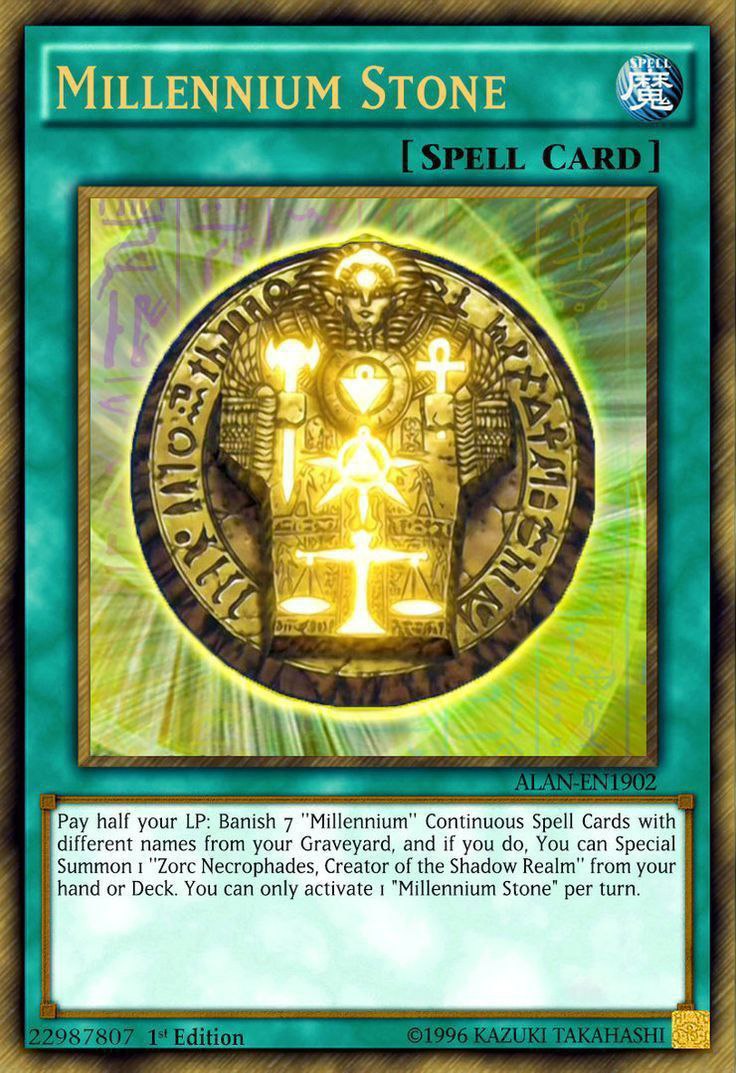 MILLENNIUM STONE
SPELL
魔
[SPELL CARD]
ALAN-EN1902
Pay half your LP: Banish 7 "Millennium" Continuous Spell Cards with
different names from your Graveyard, and if you do, You can Special
Summon 1 "Zorc Necrophades, Creator of the Shadow Realm" from your
hand or Deck. You can only activate 1 "Millennium Stone" per turn.
22987807 1st Edition ©1996 KAZUKI TAKAHASHI